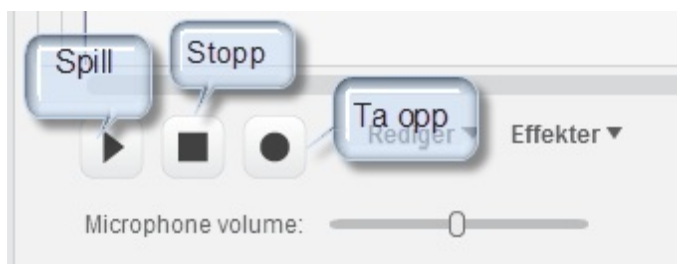 Spill
Stopp
Ta opp
Rediger
Effekter
Microphone volume: